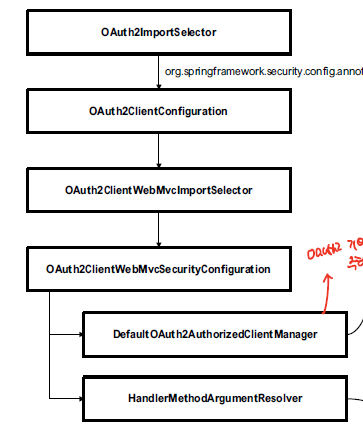 OAuth2ImportSelector
org.springframework.security.config.annot
OAuth2ClientConfiguration
OAuth2ClientWebMvcImportSelector
OAuth2ClientWebMvcSecurityConfiguration
OAuth2
DefaultOAuth2AuthorizedClientManager
HandlerMethodArgumentResolver